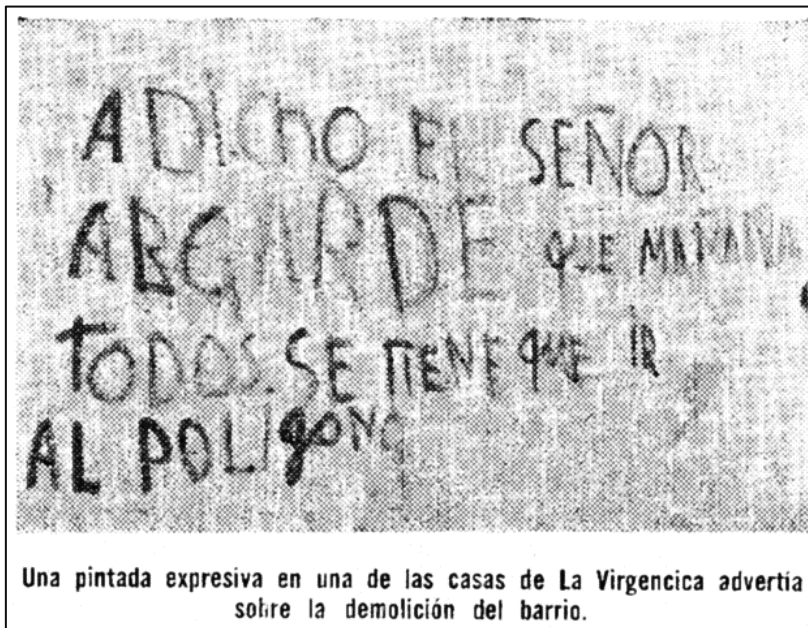 A DICHO EL SEÑOR
ABGARDE QUE MAÑANA
TODOS. SE TIENE QUE IR
AL POLIgONO
Una pintada expresiva en una de las casas de La Virgencica advertía
sobre la demolición del barrio.